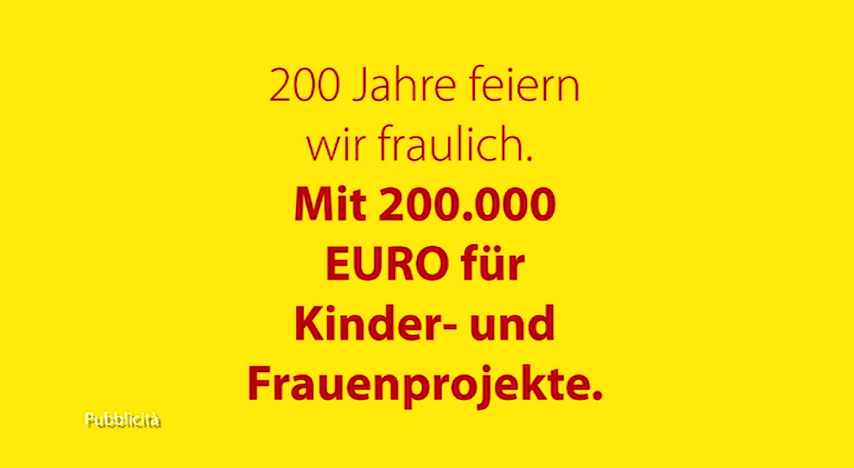 200 Jahre feiern
wir fraulich.
Mit 200.000
EURO für
Kinder- und
Frauenprojekte.
Pubblicità